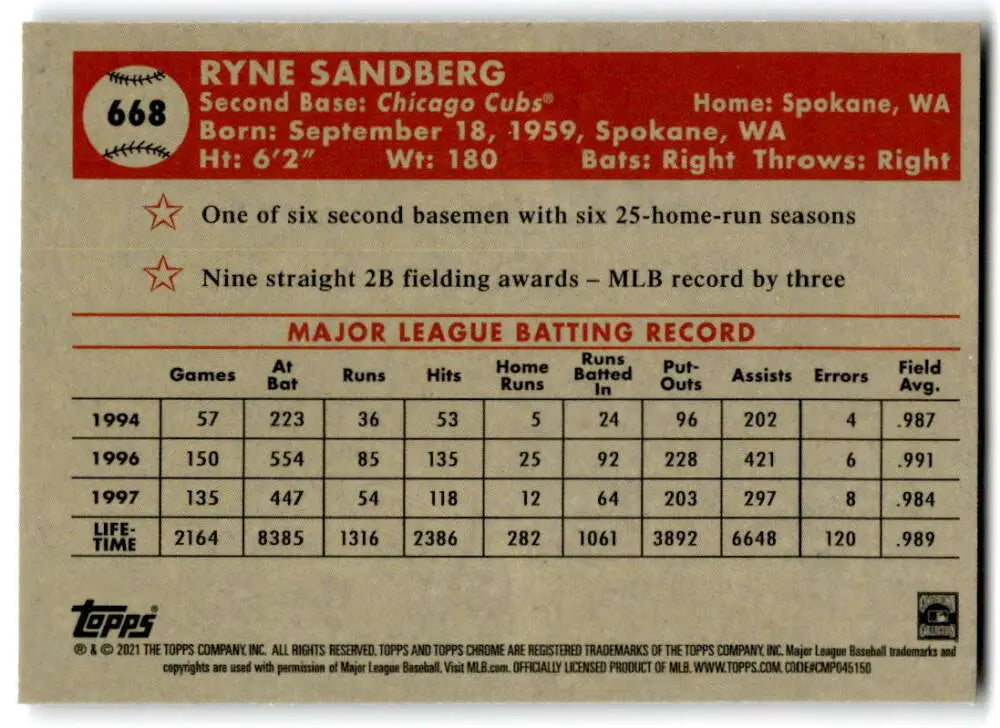 668
RYNE SANDBERG
Second Base: Chicago Cubs® Home: Spokane, WA
Born: September 18, 1959, Spokane, WA
Ht: 6'2" Wt: 180 Bats: Right Throws: Right
One of six second basemen with six 25-home-run seasons
Nine straight 2B fielding awards – MLB record by three
MAJOR LEAGUE BATTING RECORD
Games At Bat Runs Hits Home Runs Runs Batted In Put-Outs Assists Errors Field Avg.
1994 57 223 36 53 5 24 96 202 4 .987
1996 150 554 85 135 25 92 228 421 6 .991
1997 135 447 54 118 12 64 203 297 8 .984
LIFE-TIME 2164 8385 1316 2386 282 1061 3892 6648 120 .989
Topps®
® & © 2021 THE TOPPS COMPANY, INC. ALL RIGHTS RESERVED. TOPPS AND TOPPS CHROME ARE REGISTERED TRADEMARKS OF THE TOPPS COMPANY, INC. Major League Baseball trademarks and
copyrights are used with permission of Major League Baseball. Visit MLB.com. OFFICIALLY LICENSED PRODUCT OF MLB. WWW.TOPPS.COM. CODE#CMP045150